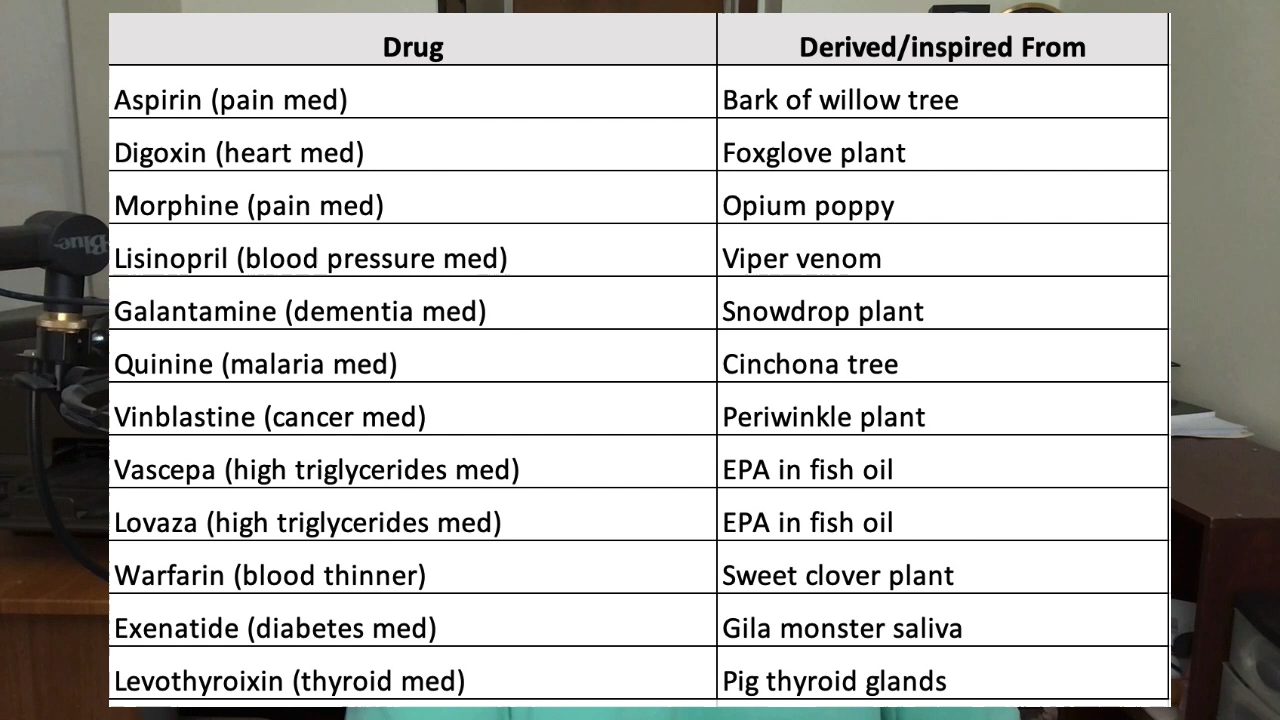 Drug Derived/inspired From
Aspirin (pain med) Bark of willow tree
Digoxin (heart med) Foxglove plant
Morphine (pain med) Opium poppy
Lisinopril (blood pressure med) Viper venom
Galantamine (dementia med) Snowdrop plant
Quinine (malaria med) Cinchona tree
Vinblastine (cancer med) Periwinkle plant
Vascepa (high triglycerides med) EPA in fish oil
Lovaza (high triglycerides med) EPA in fish oil
Warfarin (blood thinner) Sweet clover plant
Exenatide (diabetes med) Gila monster saliva
Levothyroixin (thyroid med) Pig thyroid glands
Blue